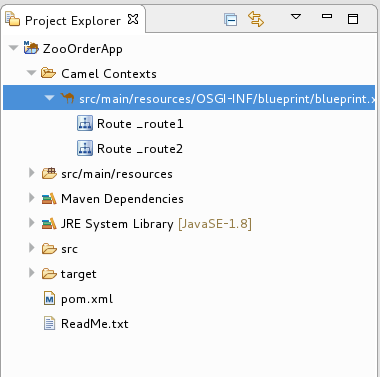 Project Explorer
ZooOrderApp
Camel Contexts
src/main/resources/OSGI-INF/blueprint/blueprint.x
Route _route1
Route _route2
src/main/resources
Maven Dependencies
JRE System Library [JavaSE-1.8]
src
target
pom.xml
ReadMe.txt